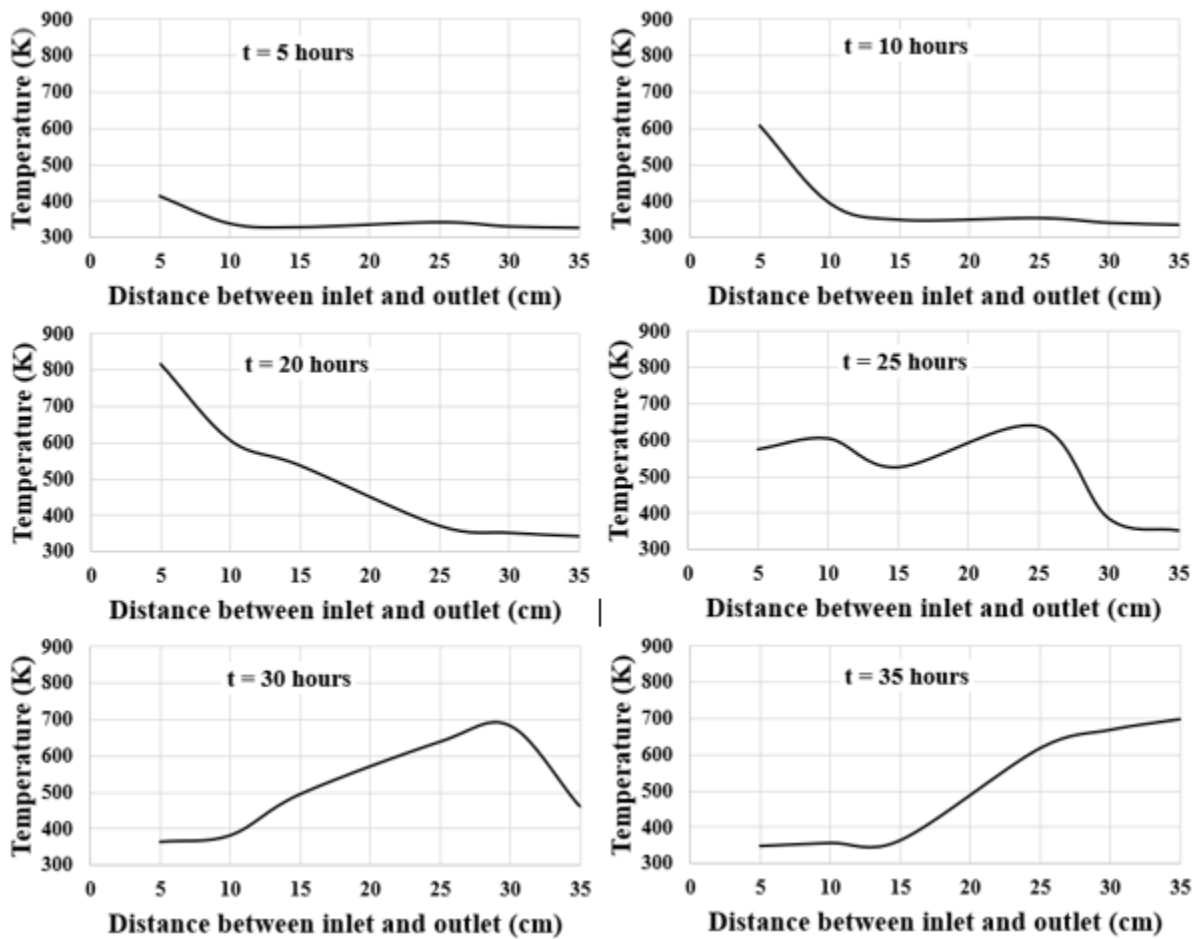 Temperature (K)
900
800
700
600
500
400
300
t = 5 hours
0 5 10 15 20 25 30 35
Distance between inlet and outlet (cm)
Temperature (K)
900
800
700
600
500
400
300
t = 10 hours
0 5 10 15 20 25 30 35
Distance between inlet and outlet (cm)
Temperature (K)
900
800
700
600
500
400
300
t = 20 hours
0 5 10 15 20 25 30 35
Distance between inlet and outlet (cm)
Temperature (K)
900
800
700
600
500
400
300
t = 25 hours
0 5 10 15 20 25 30 35
Distance between inlet and outlet (cm)
Temperature (K)
900
800
700
600
500
400
300
t = 30 hours
0 5 10 15 20 25 30 35
Distance between inlet and outlet (cm)
Temperature (K)
900
800
700
600
500
400
300
t = 35 hours
0 5 10 15 20 25 30 35
Distance between inlet and outlet (cm)